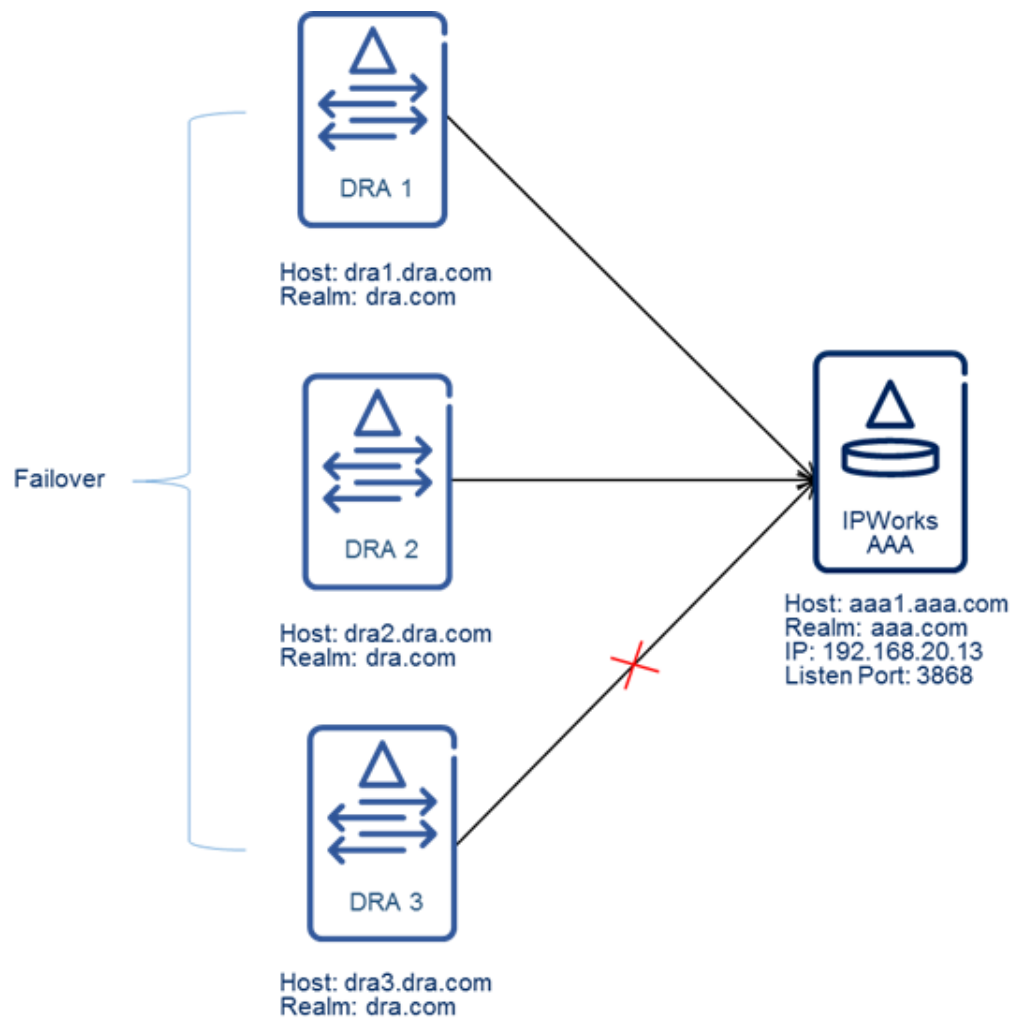 DRA 1
Host: dra1.dra.com
Realm: dra.com
Failover
DRA 2
Host: dra2.dra.com
Realm: dra.com
IPWorks
AAA
Host: aaa1.aaa.com
Realm: aaa.com
IP: 192.168.20.13
Listen Port: 3868
DRA 3
Host: dra3.dra.com
Realm: dra.com